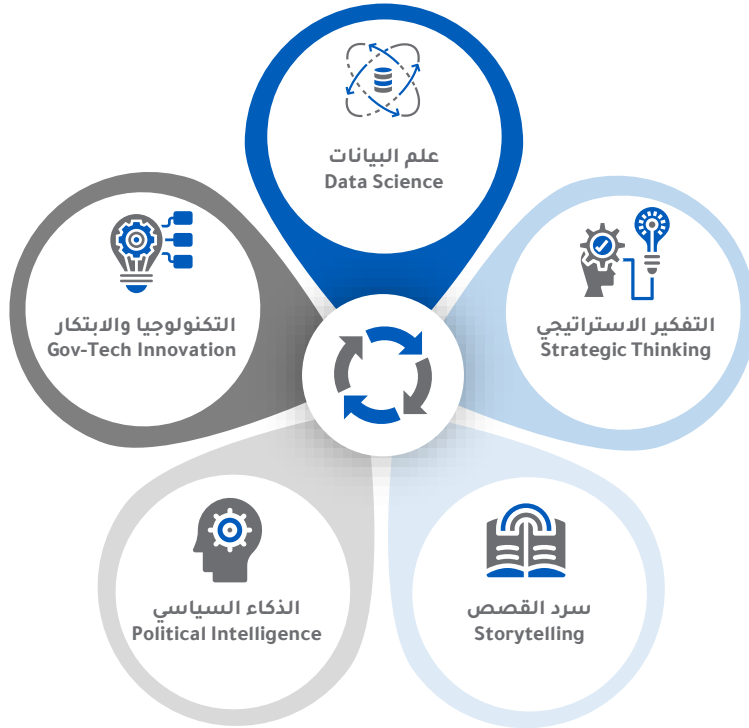 علم البيانات
Data Science
التفكير الاستراتيجي
Strategic Thinking
التكنولوجيا والابتكار
Gov-Tech Innovation
سرد القصص
Storytelling
الذكاء السياسي
Political Intelligence